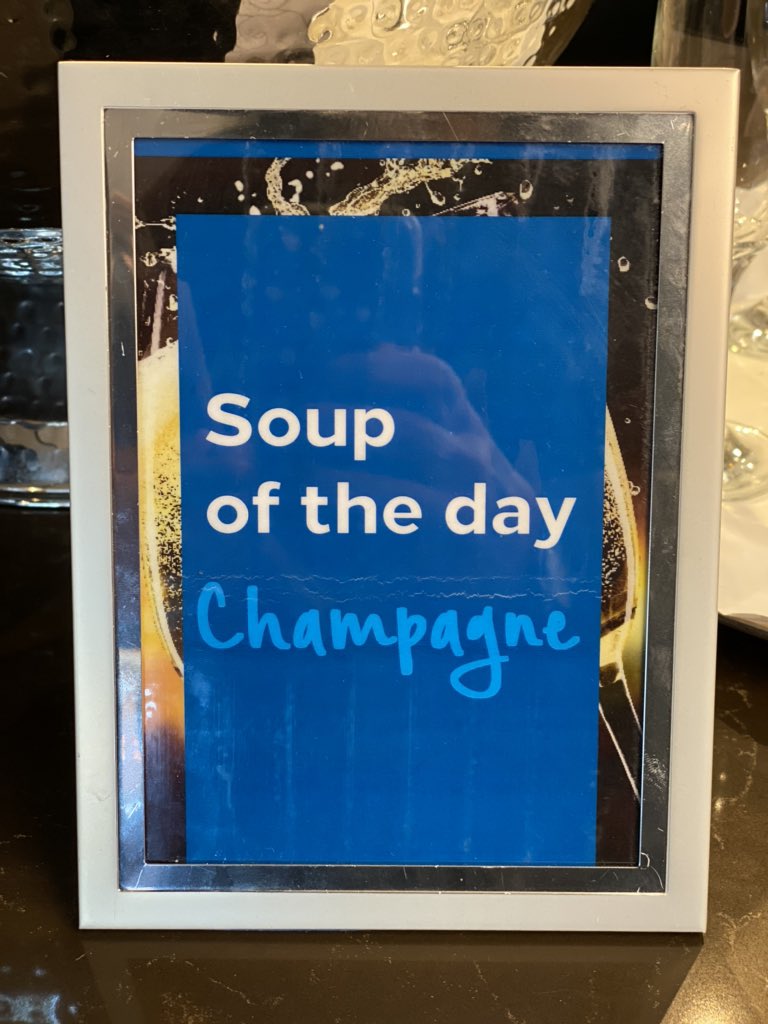 Soup
of the day
Champagne